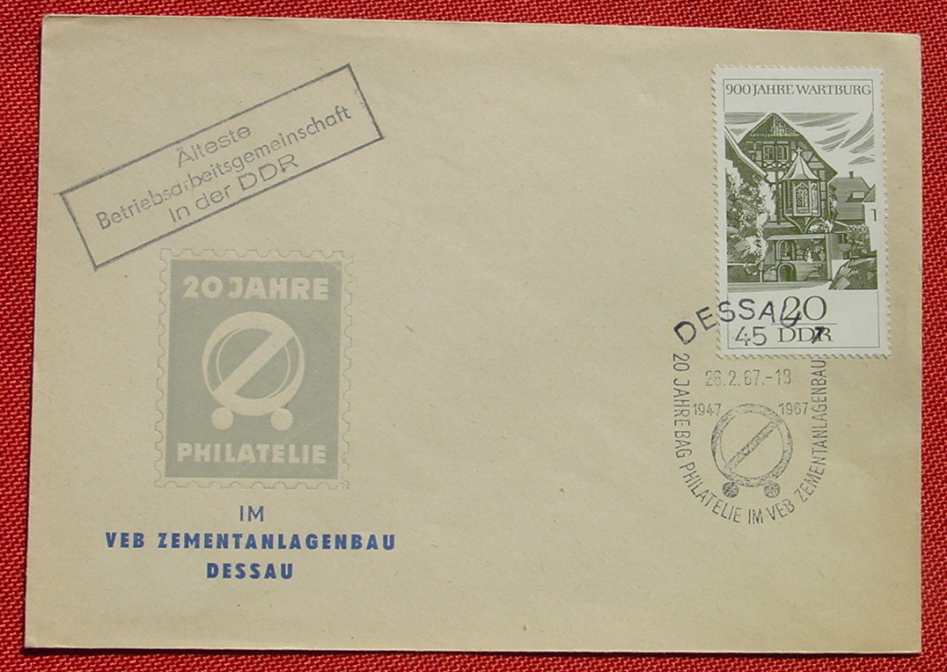 Älteste
Betriebsarbeitsgemeinschaft
in der DDR
20 JAHRE
PHILATELIE
IM
VEB ZEMENTANLAGENBAU
DESSAU
900 JAHRE WARTBURG
20
DDR
DESSAU 1
45
26.2.67.-18
1947 1967
20 JAHRE BAG PHILATELIE IM VEB ZEMENTANLAGENBAU